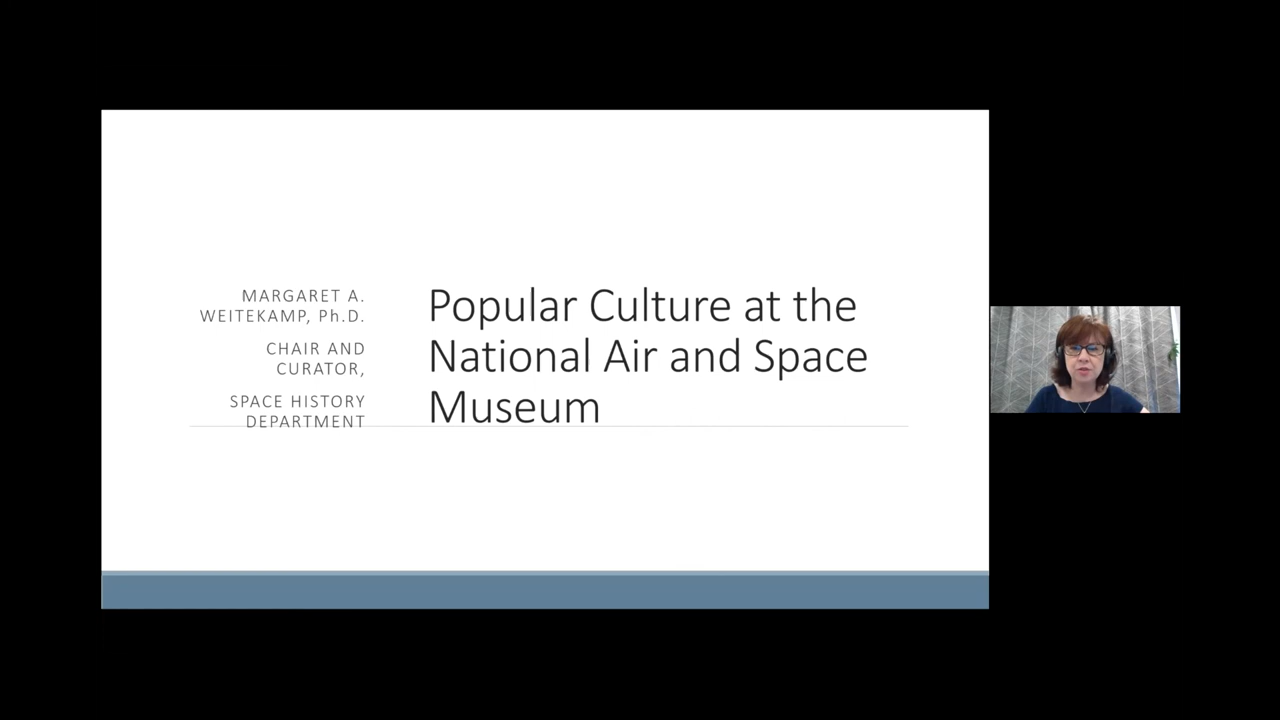 MARGARET A.
WEITEKAMP, Ph.D.
CHAIR AND
CURATOR,
SPACE HISTORY
DEPARTMENT
Popular Culture at the
National Air and Space
Museum